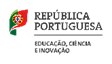 REPÚBLICA
PORTUGUESA
EDUCAÇÃO, CIÊNCIA
E INOVAÇÃO